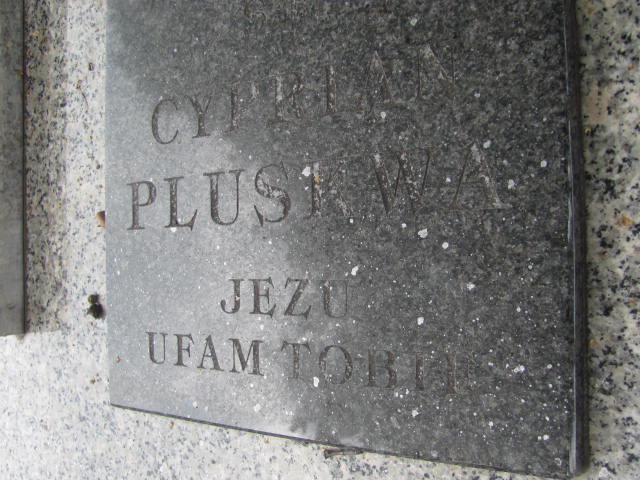 CYPRIAN
PLUSKWA
JEZU
UFAM TOBIE